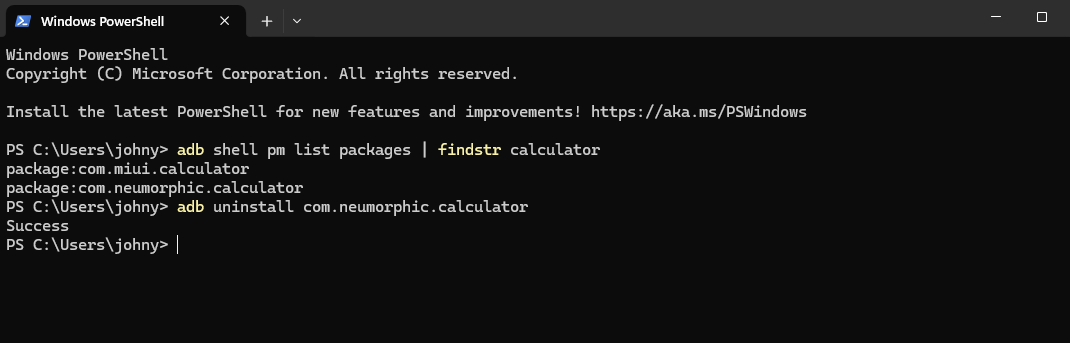 Windows PowerShell
Windows PowerShell
Copyright (C) Microsoft Corporation. All rights reserved.
Install the latest PowerShell for new features and improvements! https://aka.ms/PSWindows
PS C:\Users\johny> adb shell pm list packages | findstr calculator
package:com.miui.calculator
package:com.neumorphic.calculator
PS C:\Users\johny> adb uninstall com.neumorphic.calculator
Success
PS C:\Users\johny>